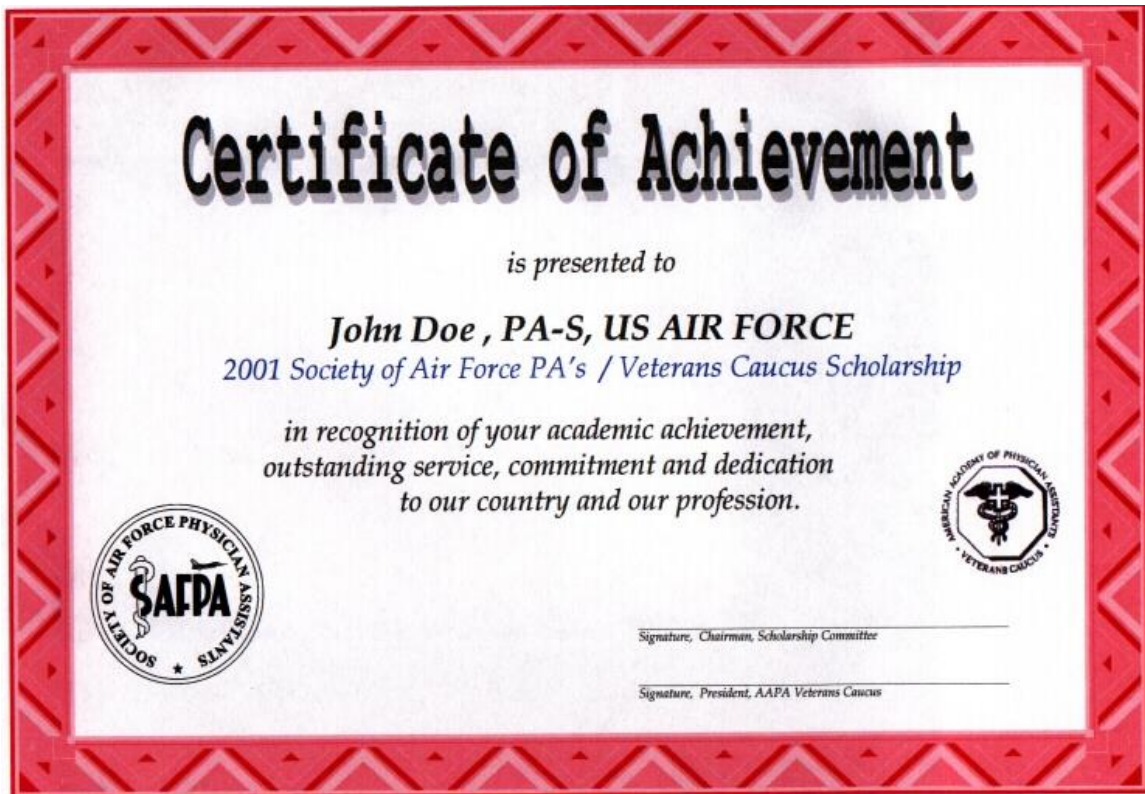 Certificate of Achievement
is presented to
John Doe , PA-S, US AIR FORCE
2001 Society of Air Force PA's / Veterans Caucus Scholarship
in recognition of your academic achievement,
outstanding service, commitment and dedication
to our country and our profession.
AMERICAN ACADEMY OF PHYSICIAN ASSISTANTS
• VETERANS CAUCUS •
SOCIETY OF AIR FORCE PHYSICIAN ASSISTANTS
SAFPA
Signature, Chairman, Scholarship Committee
Signature, President, AAPA Veterans Caucus